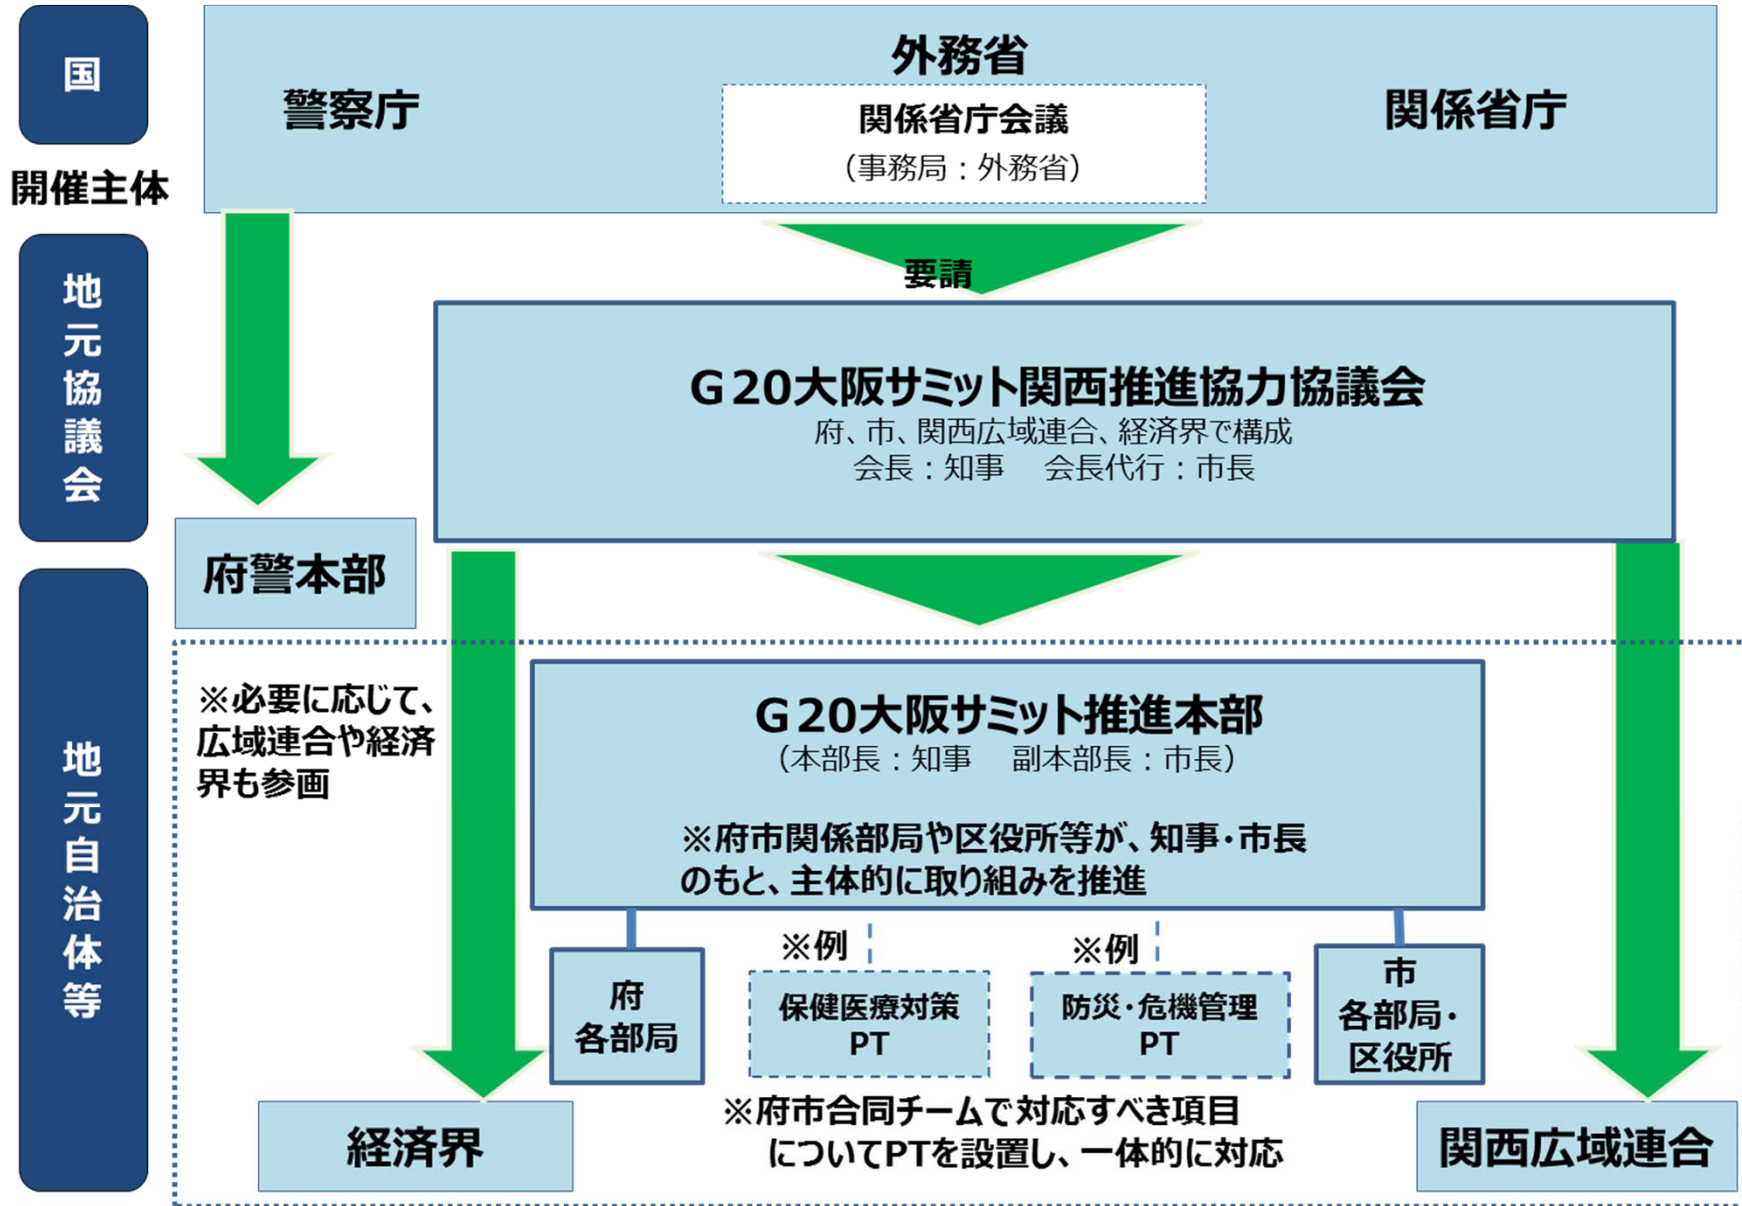 国
開催主体
外務省
警察庁
関係省庁会議
（事務局：外務省）
関係省庁
要請
地元協議会
G20大阪サミット関西推進協力協議会
府、市、関西広域連合、経済界で構成
会長：知事　会長代行：市長
府警本部
地元自治体等
※必要に応じて、
広域連合や経済
界も参画
G20大阪サミット推進本部
（本部長：知事　副本部長：市長）
※府市関係部局や区役所等が、知事・市長
のもと、主体的に取り組みを推進
府
各部局
※例
保健医療対策
PT
※例
防災・危機管理
PT
市
各部局・
区役所
※府市合同チームで対応すべき項目
についてPTを設置し、一体的に対応
経済界
関西広域連合